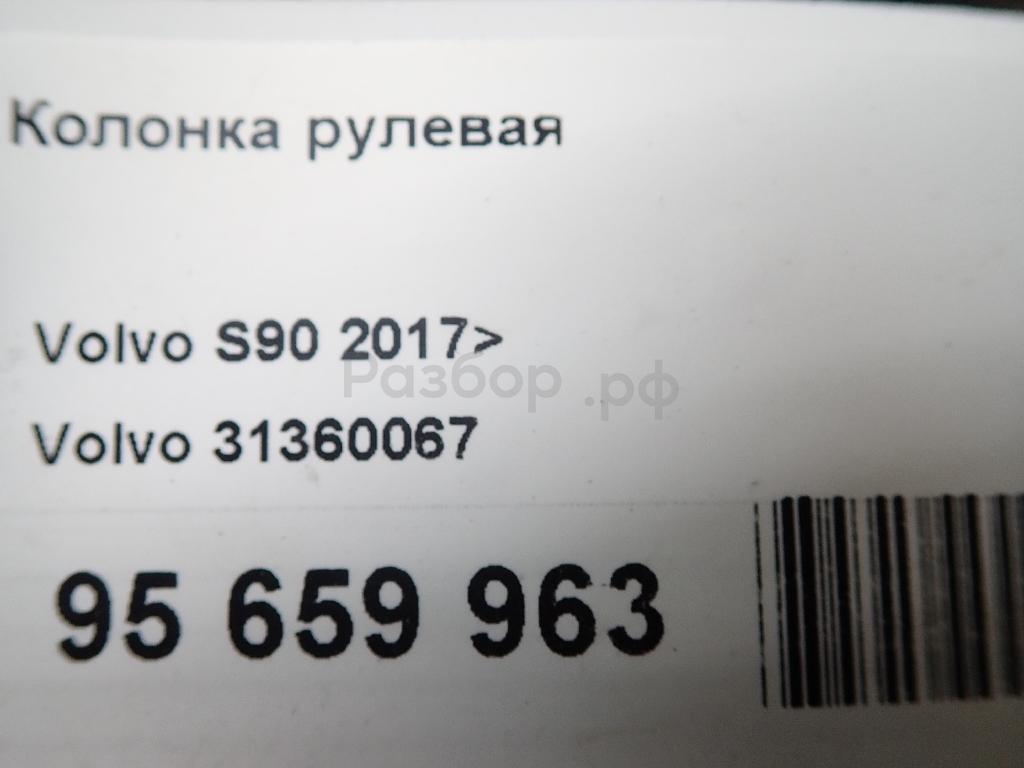 Колонка рулевая
Volvo S90 2017>
Разбор.рф
Volvo 31360067
95 659 963